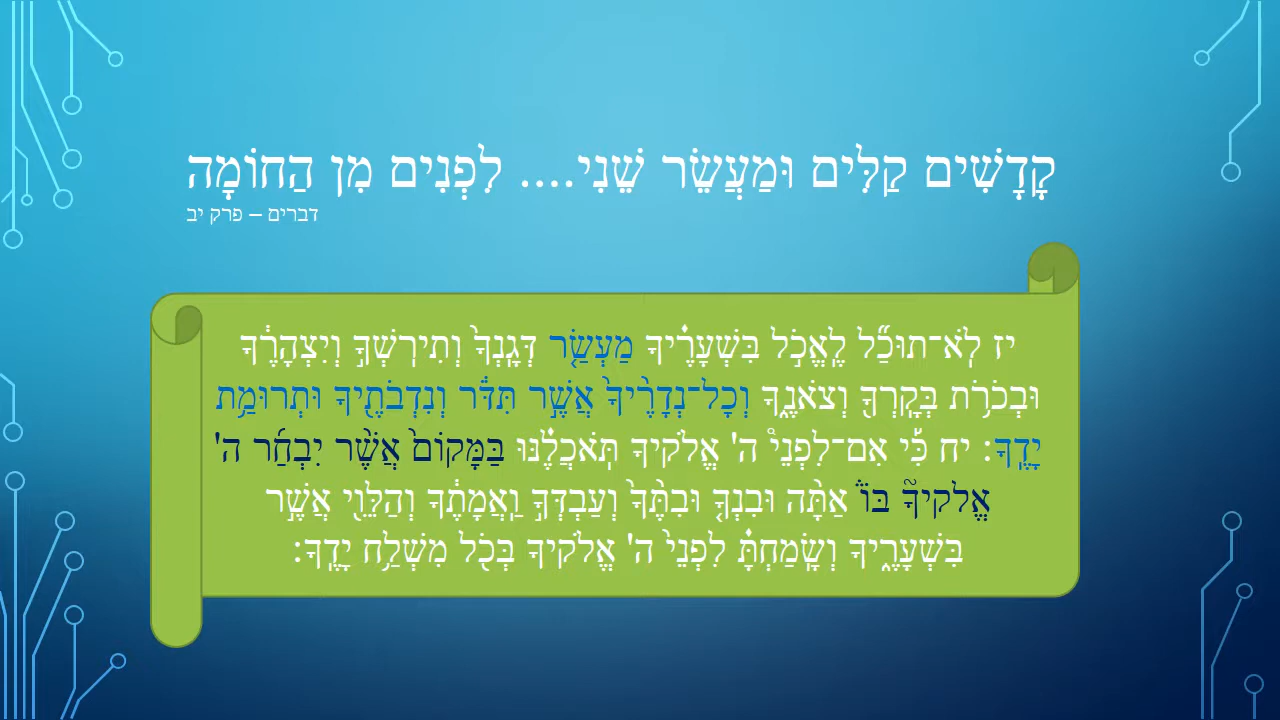 קָדָשִׁים קַלִּים וּמַעֲשֵׂר שֵׁנִי.... לִפְנִים מִן הַחוֹמָה
דברים – פרק יב
יז לֹֽא־תוּכַ֞ל לֶאֱכֹ֣ל בִּשְׁעָרֶ֗יךָ מַעְשַׂ֤ר דְּגָֽנְךָ֙ וְתִירֹֽשְׁךָ֣ וְיִצְהָרֶ֔ךָ
וּבְכֹרֹ֥ת בְּקָֽרְךָ֖ וְצֹאנֶ֑ךָ וְכָל־נְדָרֶ֙יךָ֙ אֲשֶׁ֣ר תִּדֹּ֔ר וְנִדְבֹתֶ֖יךָ וּתְרוּמַ֥ת
יָדֶֽךָ: יח כִּ֡י אִם־לִפְנֵי֩ ה' אֱלֹקיךָ תֹּאכְלֶ֗נּוּ בַּמָּקוֹם֙ אֲשֶׁ֨ר יִבְחַ֜ר ה'
אֱלֹקיךָ֮ בּוֹ֒ אַתָּ֨ה וּבִנְךָ֤ וּבִתֶּ֙ךָ֙ וְעַבְדְּךָ֣ וַאֲמָתֶ֔ךָ וְהַלֵּוִ֖י אֲשֶׁ֣ר
בִּשְׁעָרֶ֑יךָ וְשָׂמַחְתָּ֗ לִפְנֵי֙ ה' אֱלֹקיךָ בְּכֹ֖ל מִשְׁלַ֥ח יָדֶֽךָ: